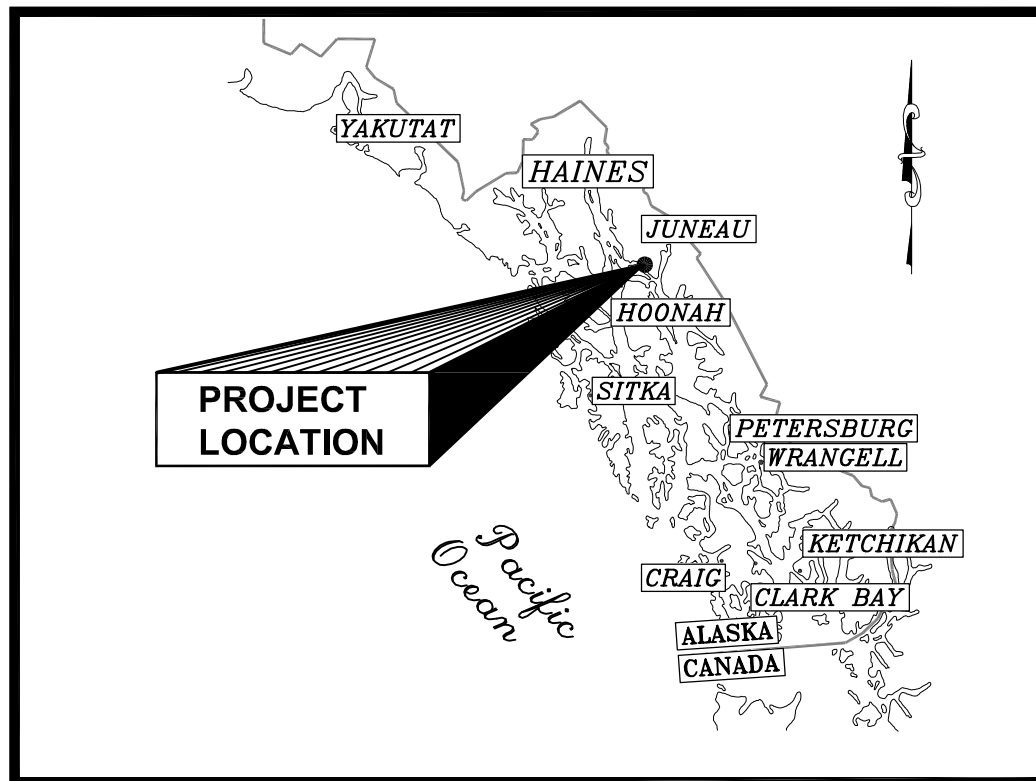 YAKUTAT
HAINES
JUNEAU
HOONAH
PROJECT
LOCATION
SITKA
PETERSBURG
WRANGELL
Pacific
Ocean
KETCHIKAN
CRAIG
CLARK BAY
ALASKA
CANADA